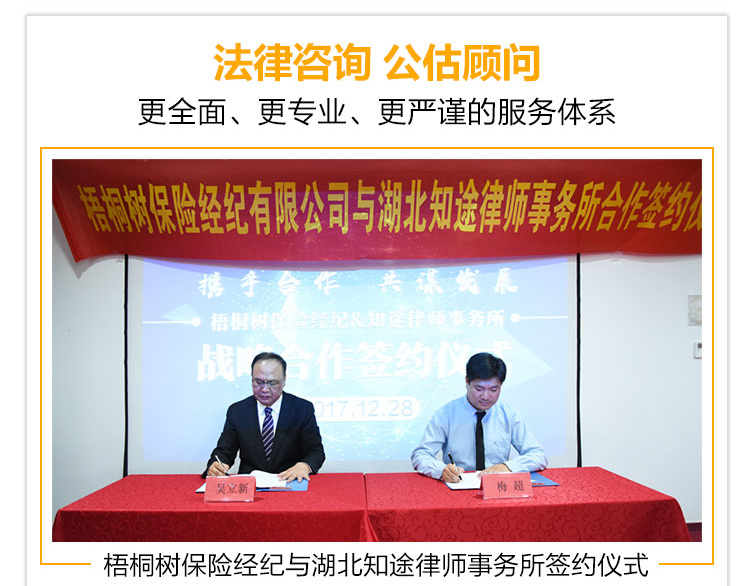 法律咨询 公估顾问
更全面、更专业、更严谨的服务体系
梧桐树保险经纪有限公司与湖北知途律师事务所合作签约仪
携手合作 共谋发展
梧桐树保险经纪&知途律师事务所
战略合作签约仪式
2017.12.28
吴立新
梅超
梧桐树保险经纪与湖北知途律师事务所签约仪式